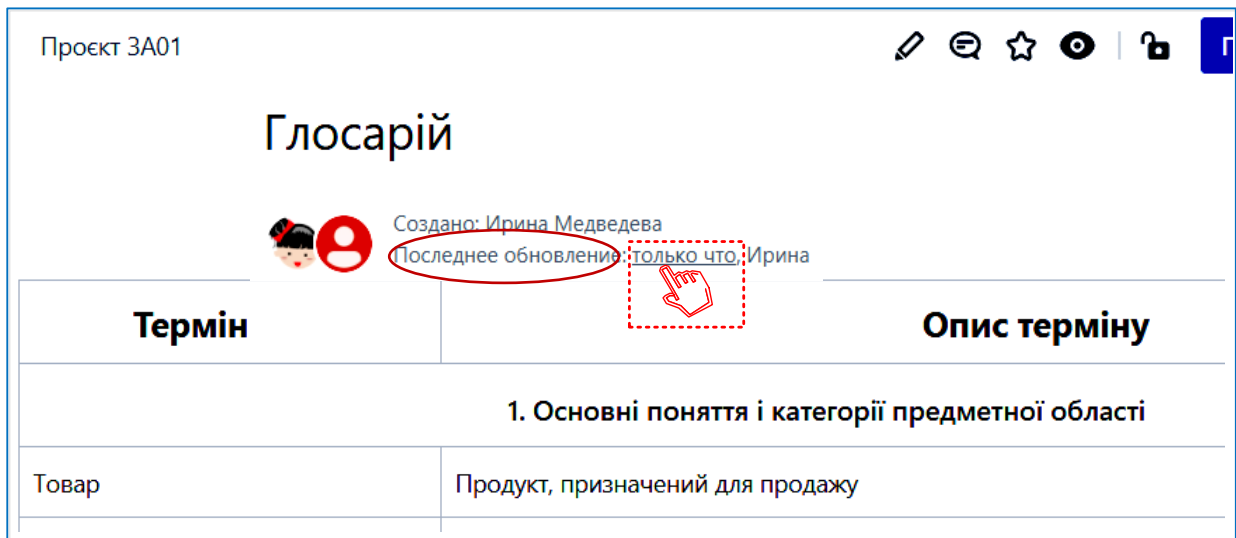 Проєкт ЗА01
Глосарій
Создано: Ирина Медведева
Последнее обновление: только что, Ирина
Термін Опис терміну
1. Основні поняття і категорії предметної області
Товар Продукт, призначений для продажу